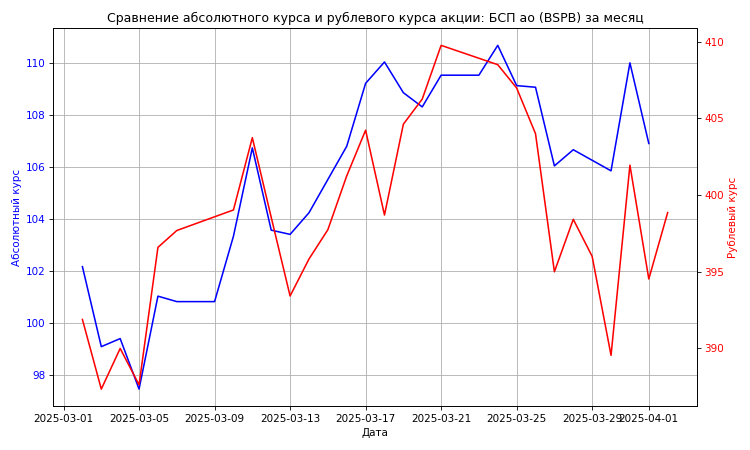 Сравнение абсолютного курса и рублевого курса акции: БСП ао (BSPB) за месяц
110
108
106
104
102
100
98
Абсолютный курс
410
405
400
395
390
Рублевый курс
2025-03-01 2025-03-05 2025-03-09 2025-03-13 2025-03-17 2025-03-21 2025-03-25 2025-03-29 2025-04-01
Дата